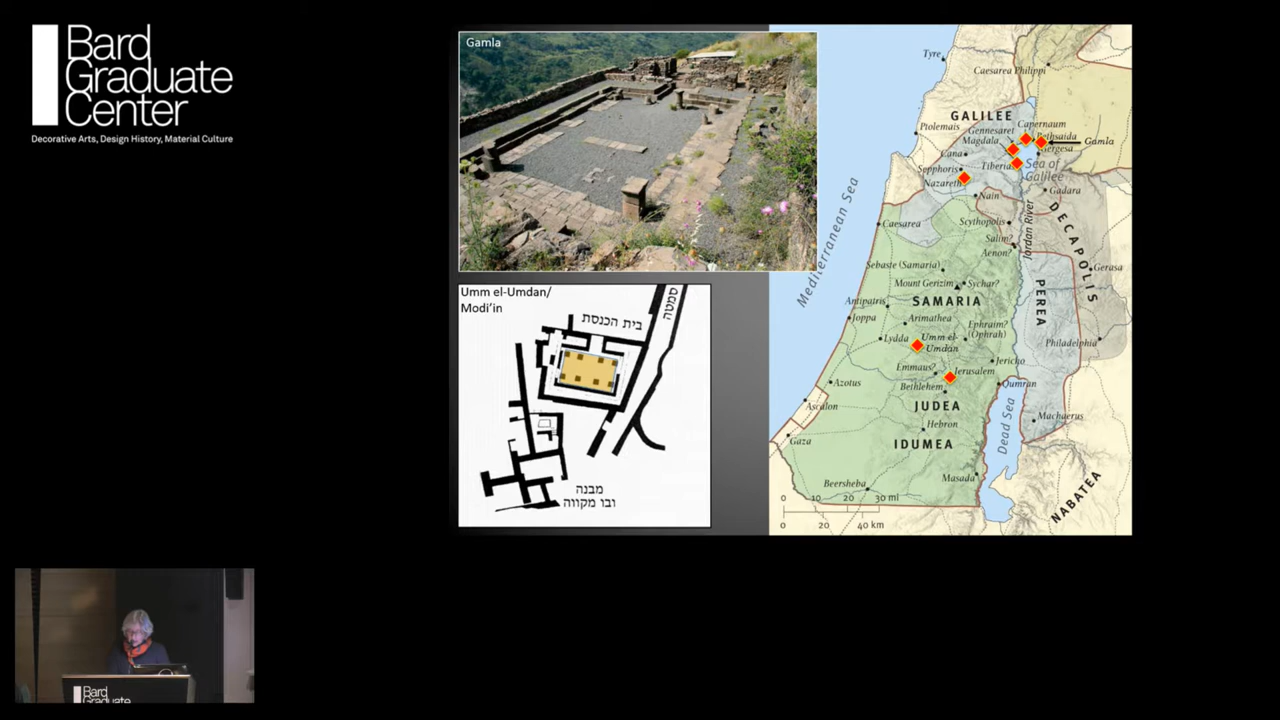 Bard
Graduate
Center
Decorative Arts, Design History, Material Culture
Gamla
Umm el-Umdan/
Modi'in
בית הכנסת
סמטה
מבנה
ובו מקווה
Tyre
Caesarea Philippi
GALILEE
Ptolemais
Capernaum
Gennesaret
Bethsaida
Magdala
Gamla
Gergesa
Cana
Tiberias
Sea of
Galilee
Sepphoris
Nazareth
Gadara
Nain
Mediterranean Sea
Caesarea
Scythopolis
Jordan River
DECAPOLIS
Salim?
Aenon?
Sebaste (Samaria)
Gerasa
Mount Gerizim
Sychar?
PEREA
SAMARIA
Antipatris
Joppa
Arimathea
Ephraim?
(Ophrah)
Lydda
Umm el-
Umdan
Philadelphia
Jericho
Emmaus?
Jerusalem
Bethlehem
Qumran
Azotus
JUDEA
Ascalon
Machaerus
Hebron
Dead Sea
Gaza
IDUMEA
Masada
Beersheba
NABATEA
0 10 20 30 mi
0 20 40 km
Bard
Graduate